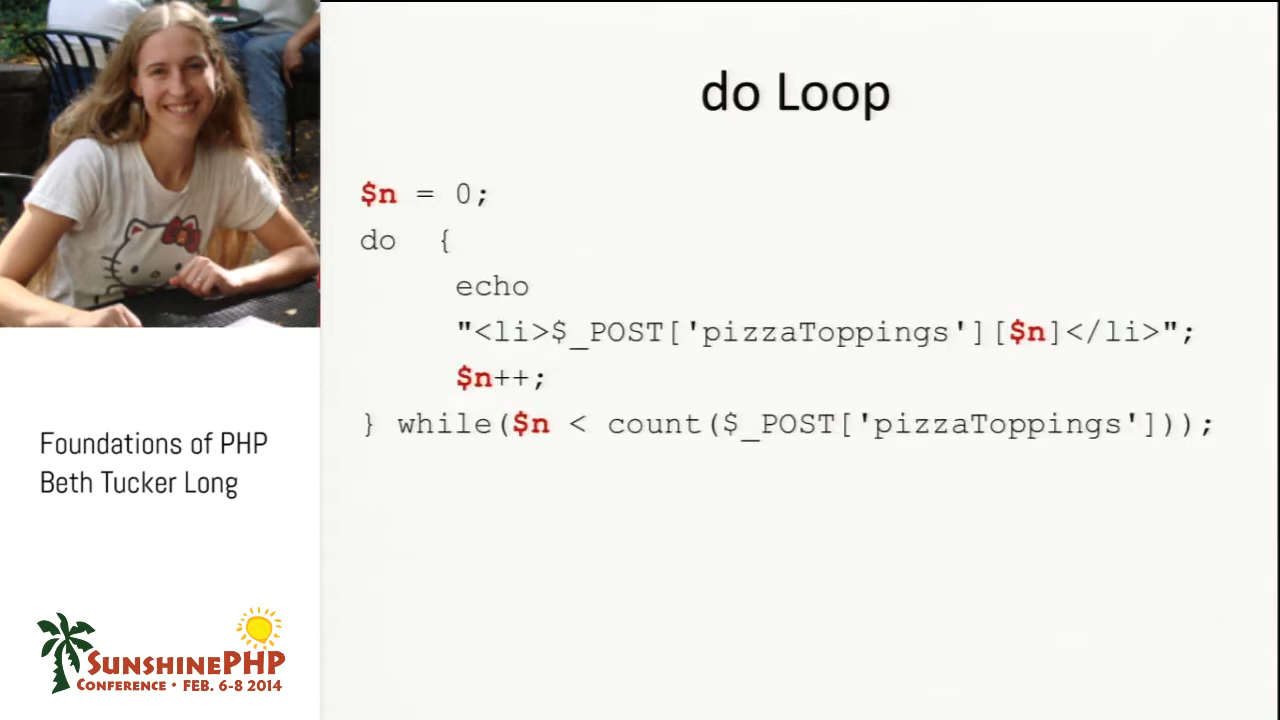 do Loop
$n = 0;
do {
echo
"<li>$_POST['pizzaToppings'][$n]</li>";
$n++;
} while($n < count($_POST['pizzaToppings']));
Foundations of PHP
Beth Tucker Long
SUNSHINEPHP
CONFERENCE • FEB. 6-8 2014